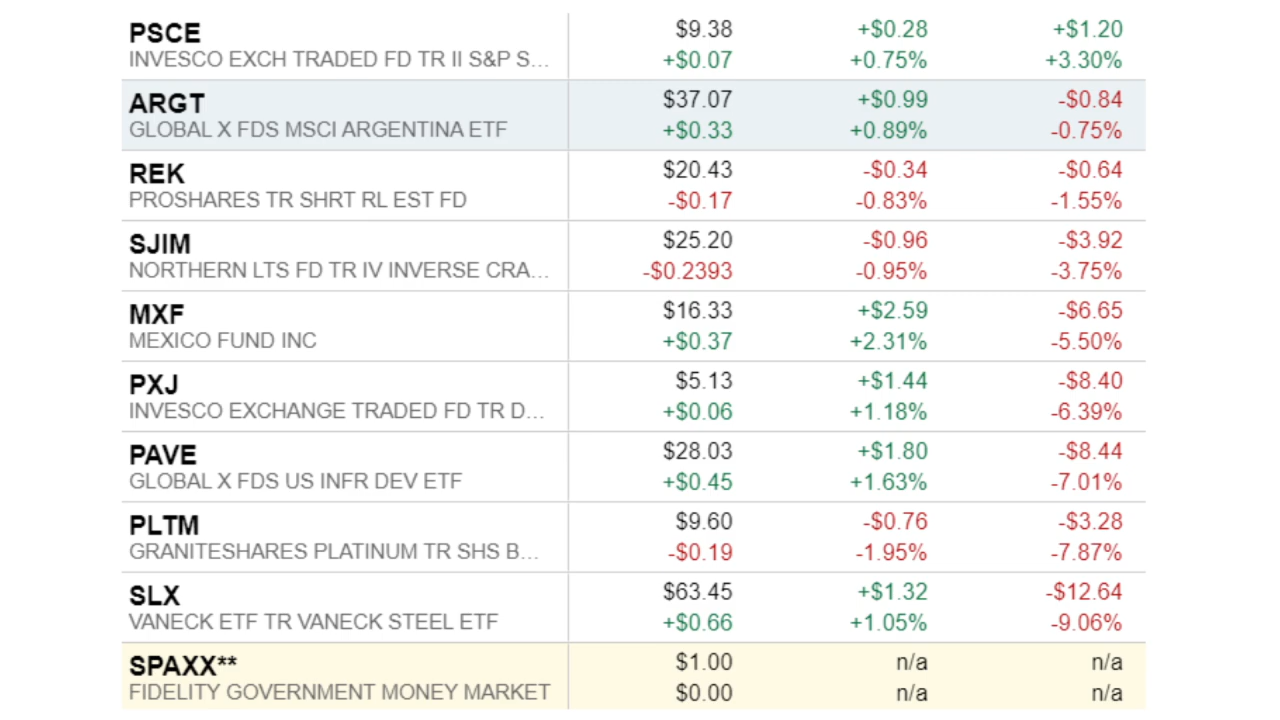 PSCE $9.38 +$0.28 +$1.20
INVESCO EXCH TRADED FD TR II S&P S... +$0.07 +0.75% +3.30%
ARGT $37.07 +$0.99 -$0.84
GLOBAL X FDS MSCI ARGENTINA ETF +$0.33 +0.89% -0.75%
REK $20.43 -$0.34 -$0.64
PROSHARES TR SHRT RL EST FD -$0.17 -0.83% -1.55%
SJIM $25.20 -$0.96 -$3.92
NORTHERN LTS FD TR IV INVERSE CRA... -$0.2393 -0.95% -3.75%
MXF $16.33 +$2.59 -$6.65
MEXICO FUND INC +$0.37 +2.31% -5.50%
PXJ $5.13 +$1.44 -$8.40
INVESCO EXCHANGE TRADED FD TR D... +$0.06 +1.18% -6.39%
PAVE $28.03 +$1.80 -$8.44
GLOBAL X FDS US INFR DEV ETF +$0.45 +1.63% -7.01%
PLTM $9.60 -$0.76 -$3.28
GRANITESHARES PLATINUM TR SHS B... -$0.19 -1.95% -7.87%
SLX $63.45 +$1.32 -$12.64
VANECK ETF TR VANECK STEEL ETF +$0.66 +1.05% -9.06%
SPAXX** $1.00 n/a n/a
FIDELITY GOVERNMENT MONEY MARKET $0.00 n/a n/a